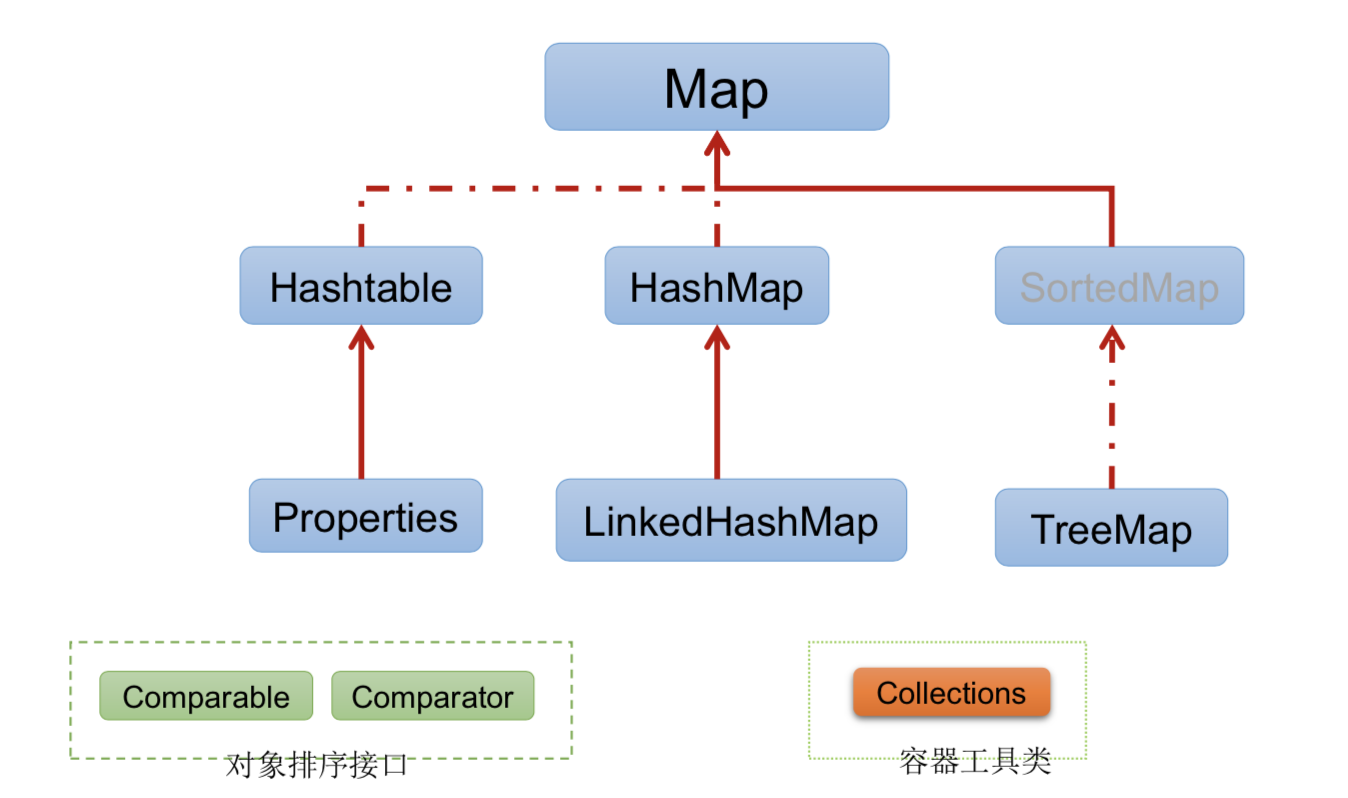 Map
Hashtable
HashMap
SortedMap
Properties
LinkedHashMap
TreeMap
Comparable
Comparator
Collections
对象排序接口
容器工具类